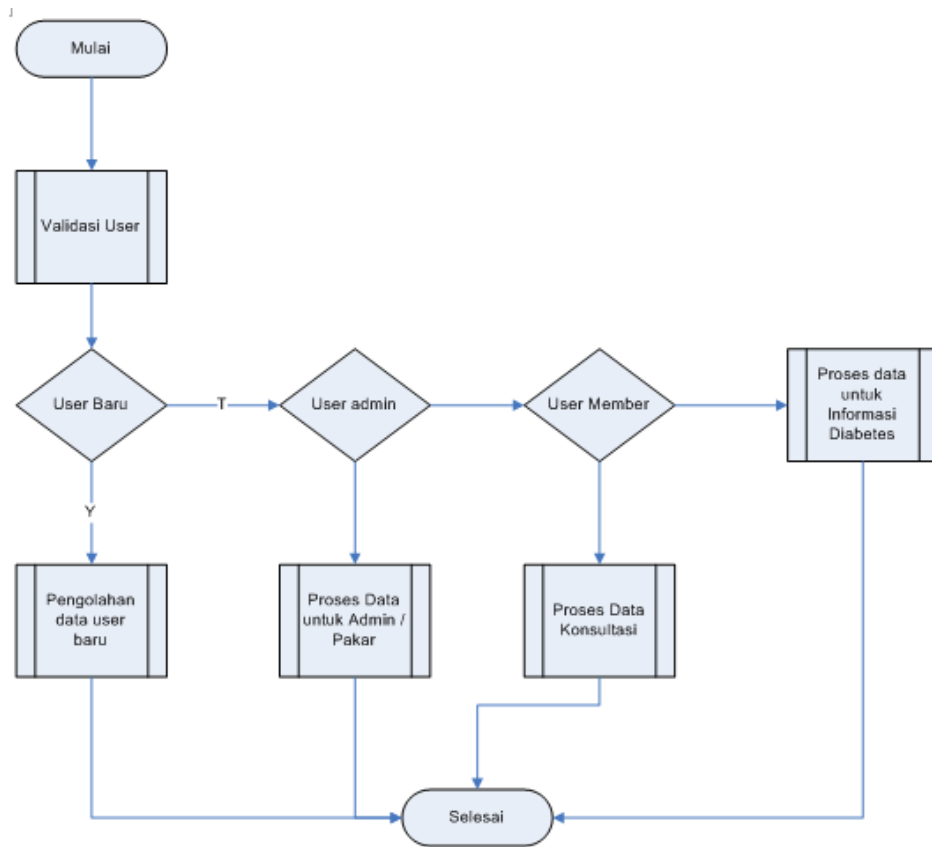 Mulai
Validasi User
User Baru
T
User admin
User Member
Proses data
untuk
Informasi
Diabetes
Y
Pengolahan
data user
baru
Proses Data
untuk Admin /
Pakar
Proses Data
Konsultasi
Selesai